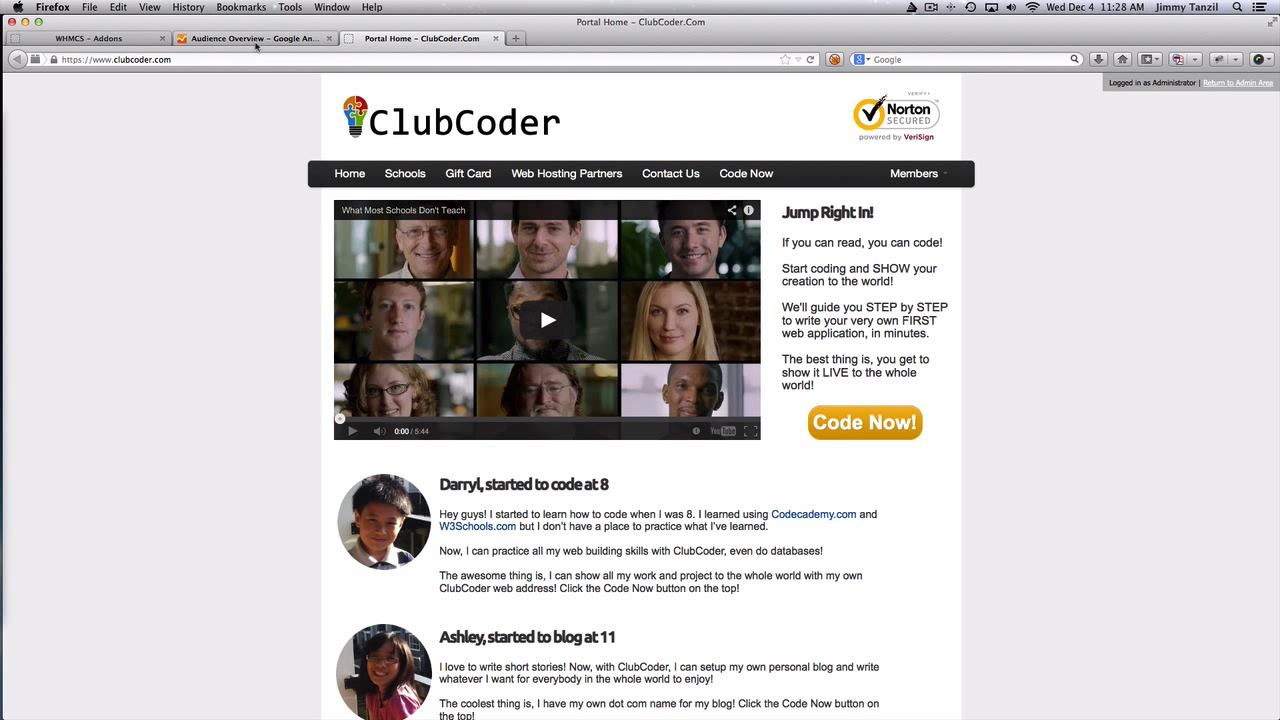 Firefox File Edit View History Bookmarks Tools Window Help Wed Dec 4 11:28 AM Jimmy Tanzil
Portal Home – ClubCoder.Com
WHMCS – Addons Audience Overview – Google An... Portal Home – ClubCoder.Com
https://www.clubcoder.com Google
Logged in as Administrator | Return to Admin Area
ClubCoder
VERIFY
Norton
SECURED
powered by VeriSign
Home Schools Gift Card Web Hosting Partners Contact Us Code Now Members
What Most Schools Don't Teach
0:00 / 5:44 YouTube
Jump Right In!
If you can read, you can code!
Start coding and SHOW your
creation to the world!
We'll guide you STEP by STEP
to write your very own FIRST
web application, in minutes.
The best thing is, you get to
show it LIVE to the whole
world!
Code Now!
Darryl, started to code at 8
Hey guys! I started to learn how to code when I was 8. I learned using Codecademy.com and
W3Schools.com but I don't have a place to practice what I've learned.
Now, I can practice all my web building skills with ClubCoder, even do databases!
The awesome thing is, I can show all my work and project to the whole world with my own
ClubCoder web address! Click the Code Now button on the top!
Ashley, started to blog at 11
I love to write short stories! Now, with ClubCoder, I can setup my own personal blog and write
whatever I want for everybody in the whole world to enjoy!
The coolest thing is, I have my own dot com name for my blog! Click the Code Now button on
the top!